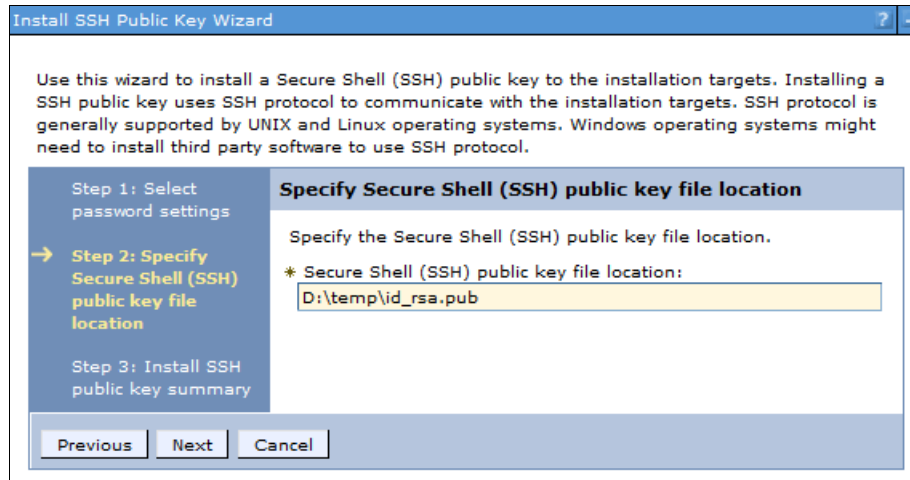 Install SSH Public Key Wizard ? -
Use this wizard to install a Secure Shell (SSH) public key to the installation targets. Installing a
SSH public key uses SSH protocol to communicate with the installation targets. SSH protocol is
generally supported by UNIX and Linux operating systems. Windows operating systems might
need to install third party software to use SSH protocol.
Step 1: Select
password settings
→ Step 2: Specify
Secure Shell (SSH)
public key file
location
Step 3: Install SSH
public key summary
Specify Secure Shell (SSH) public key file location
Specify the Secure Shell (SSH) public key file location.
* Secure Shell (SSH) public key file location:
D:\temp\id_rsa.pub
Previous Next Cancel